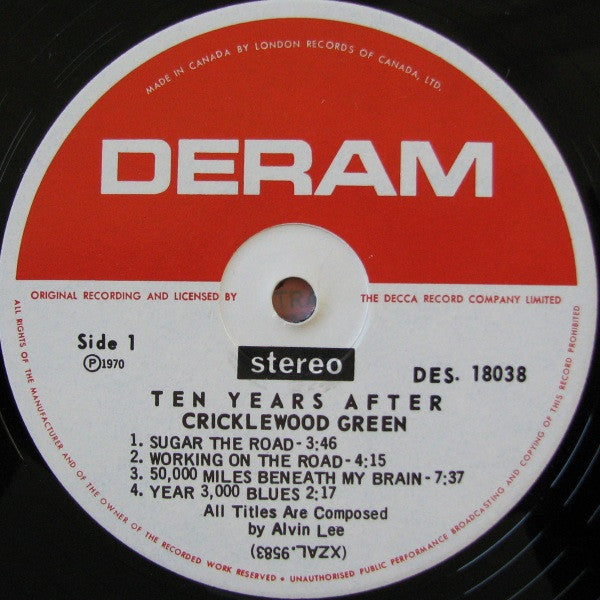 MADE IN CANADA BY LONDON RECORDS OF CANADA, LTD.
DERAM
ORIGINAL RECORDING AND LICENSED BY THE DECCA RECORD COMPANY LIMITED
Side 1
Ⓟ1970
stereo
DES. 18038
TEN YEARS AFTER
CRICKLEWOOD GREEN
1. SUGAR THE ROAD - 3:46
2. WORKING ON THE ROAD - 4:15
3. 50,000 MILES BENEATH MY BRAIN - 7:37
4. YEAR 3,000 BLUES 2:17
All Titles Are Composed
by Alvin Lee
(XZAL.9583)
ALL RIGHTS OF THE MANUFACTURER AND OF THE OWNER OF THE RECORDED WORK RESERVED • UNAUTHORISED PUBLIC PERFORMANCE BROADCASTING AND COPYING OF THIS RECORD PROHIBITED